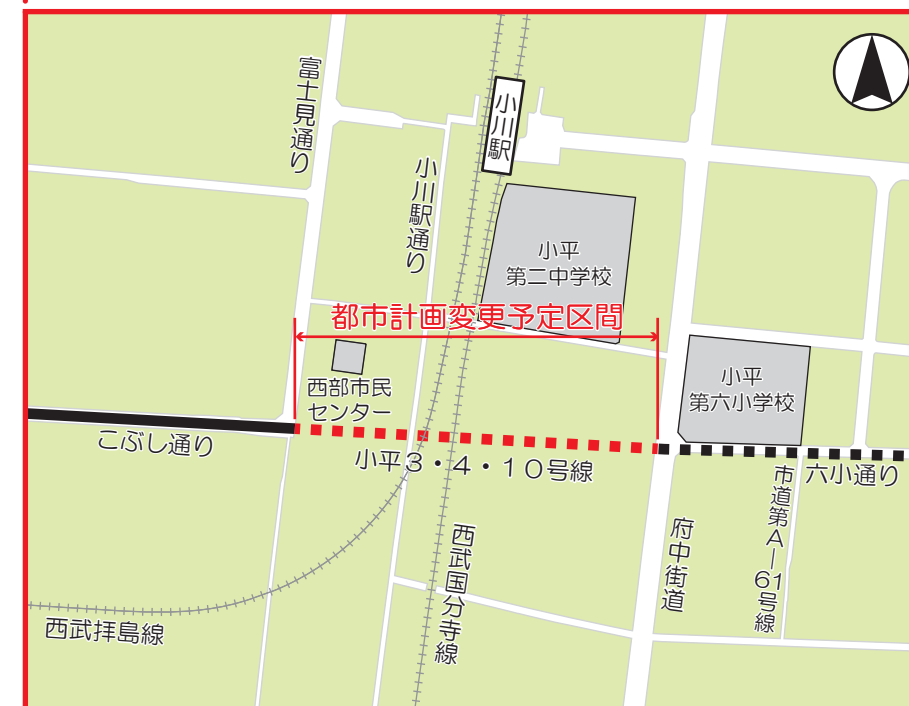 富士見通り
小川駅
小川駅通り
小平
第二中学校
都市計画変更予定区間
西部市民
センター
小平
第六小学校
こぶし通り
小平3・4・10号線
六小通り
市道第A―61号線
府中街道
西武国分寺線
西武拝島線